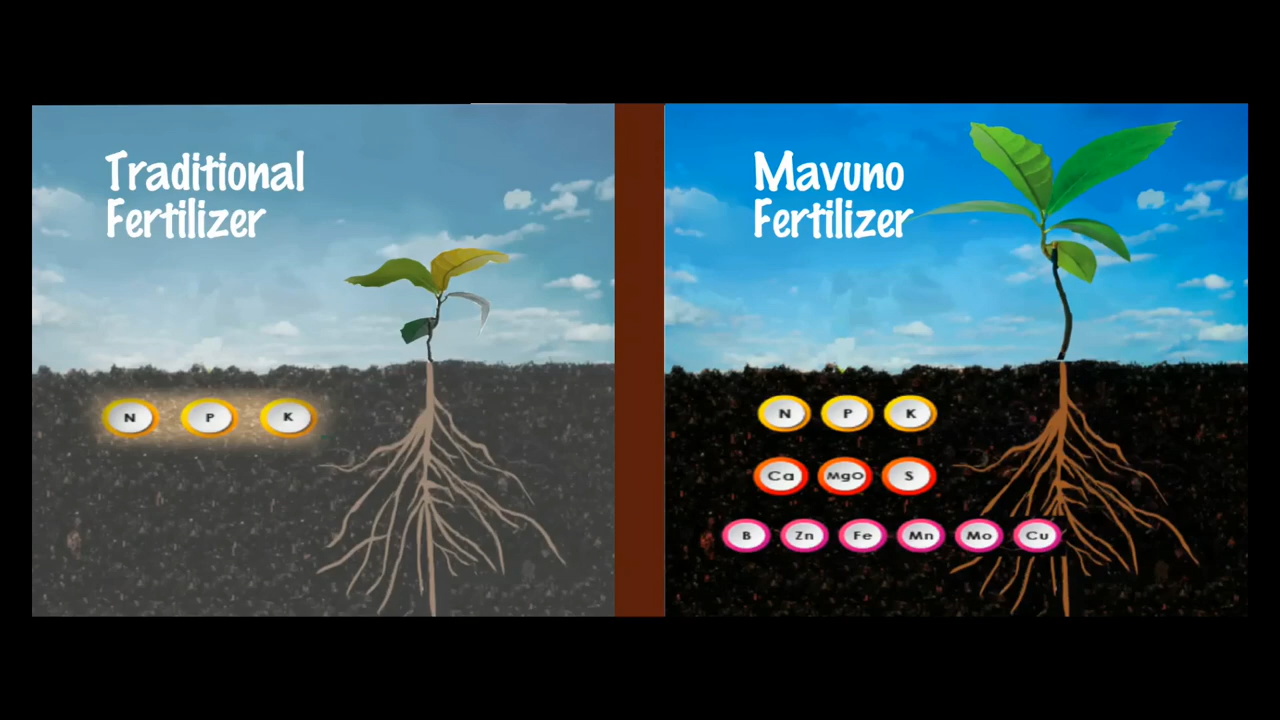 Traditional
Fertilizer
N P K
Mavuno
Fertilizer
N P K
Ca MgO S
B Zn Fe Mn Mo Cu